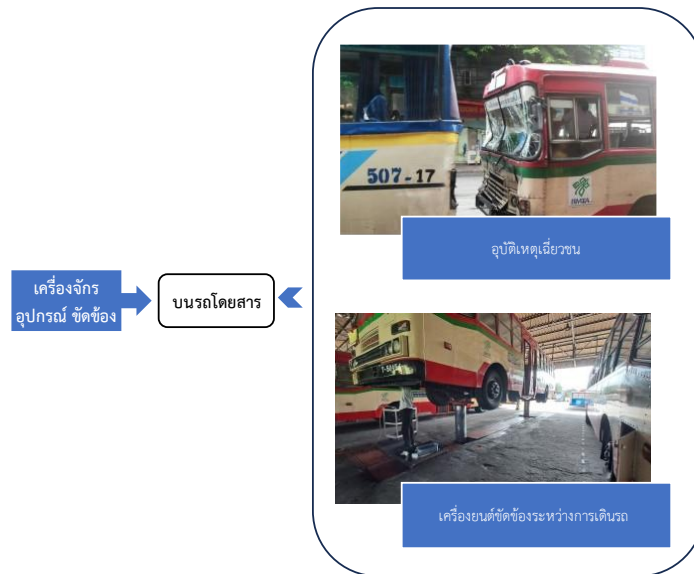 เครื่องจักร
อุปกรณ์ ขัดข้อง
บนรถโดยสาร
507-17
BMTA
อุบัติเหตุเฉี่ยวชน
เครื่องยนต์ขัดข้องระหว่างการเดินรถ